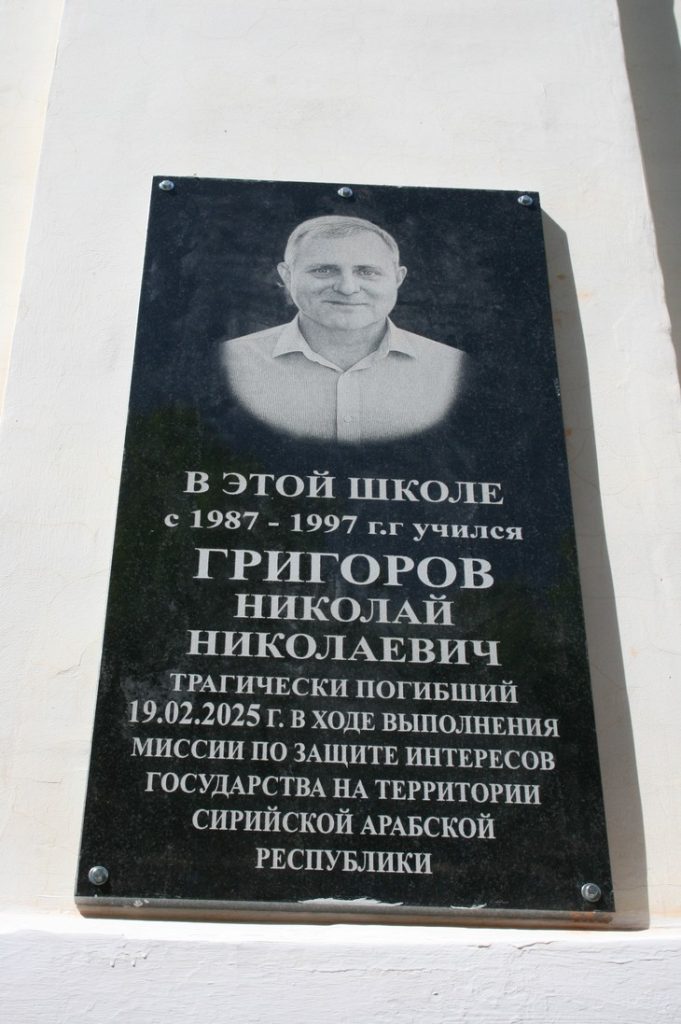 В ЭТОЙ ШКОЛЕ
с 1987 - 1997 г.г учился
ГРИГОРОВ
НИКОЛАЙ
НИКОЛАЕВИЧ
ТРАГИЧЕСКИ ПОГИБШИЙ
19.02.2025 Г. В ХОДЕ ВЫПОЛНЕНИЯ
МИССИИ ПО ЗАЩИТЕ ИНТЕРЕСОВ
ГОСУДАРСТВА НА ТЕРРИТОРИИ
СИРИЙСКОЙ АРАБСКОЙ
РЕСПУБЛИКИ